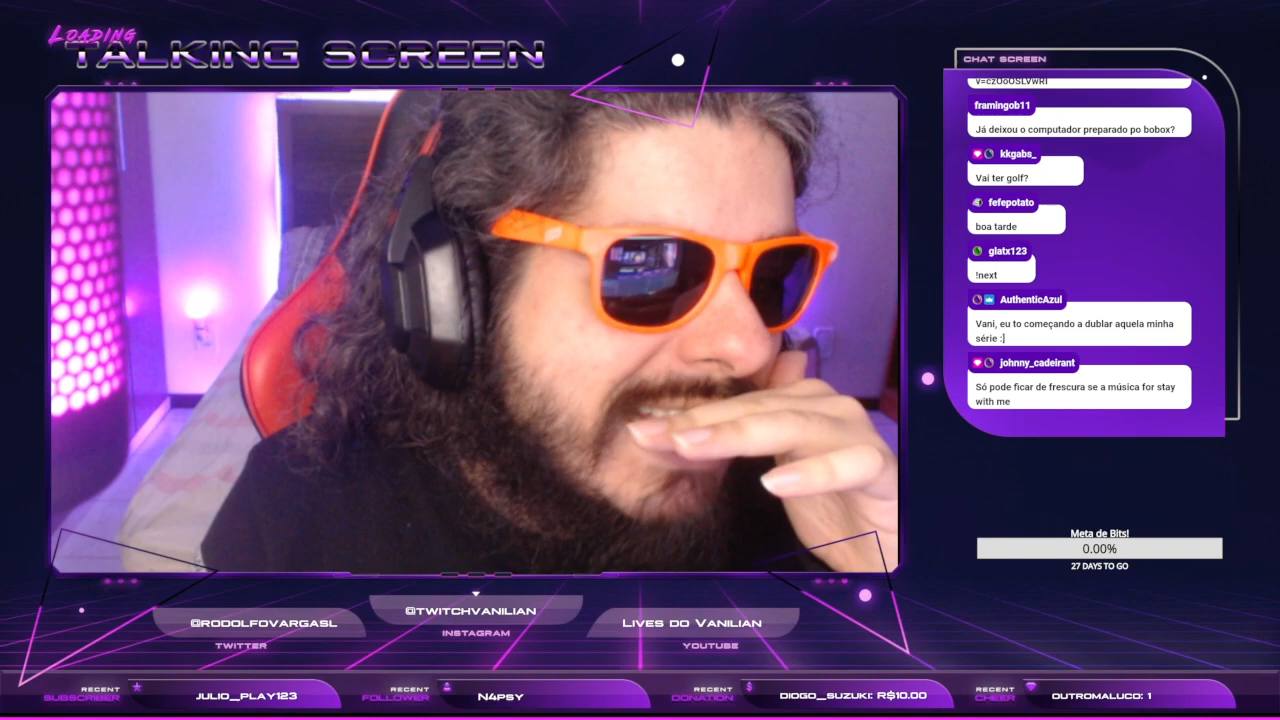 LOADING
TALKING SCREEN
CHAT SCREEN
v=czOoOSLVwRI
framingob11
Já deixou o computador preparado po bobox?
kkgabs_
Vai ter golf?
fefepotato
boa tarde
glatx123
!next
AuthenticAzul
Vani, eu to começando a dublar aquela minha
série :]
johnny_cadeirant
Só pode ficar de frescura se a música for stay
with me
Meta de Bits!
0.00%
27 DAYS TO GO
@RODOLFOVARGASL
TWITTER
@TWITCHVANILIAN
INSTAGRAM
LIVES DO VANILIAN
YOUTUBE
RECENT
SUBSCRIBER
JULIO_PLAY123
RECENT
FOLLOWER
N4PSY
RECENT
DONATION
DIOGO_SUZUKI: R$10.00
RECENT
CHEER
OUTROMALUCO: 1